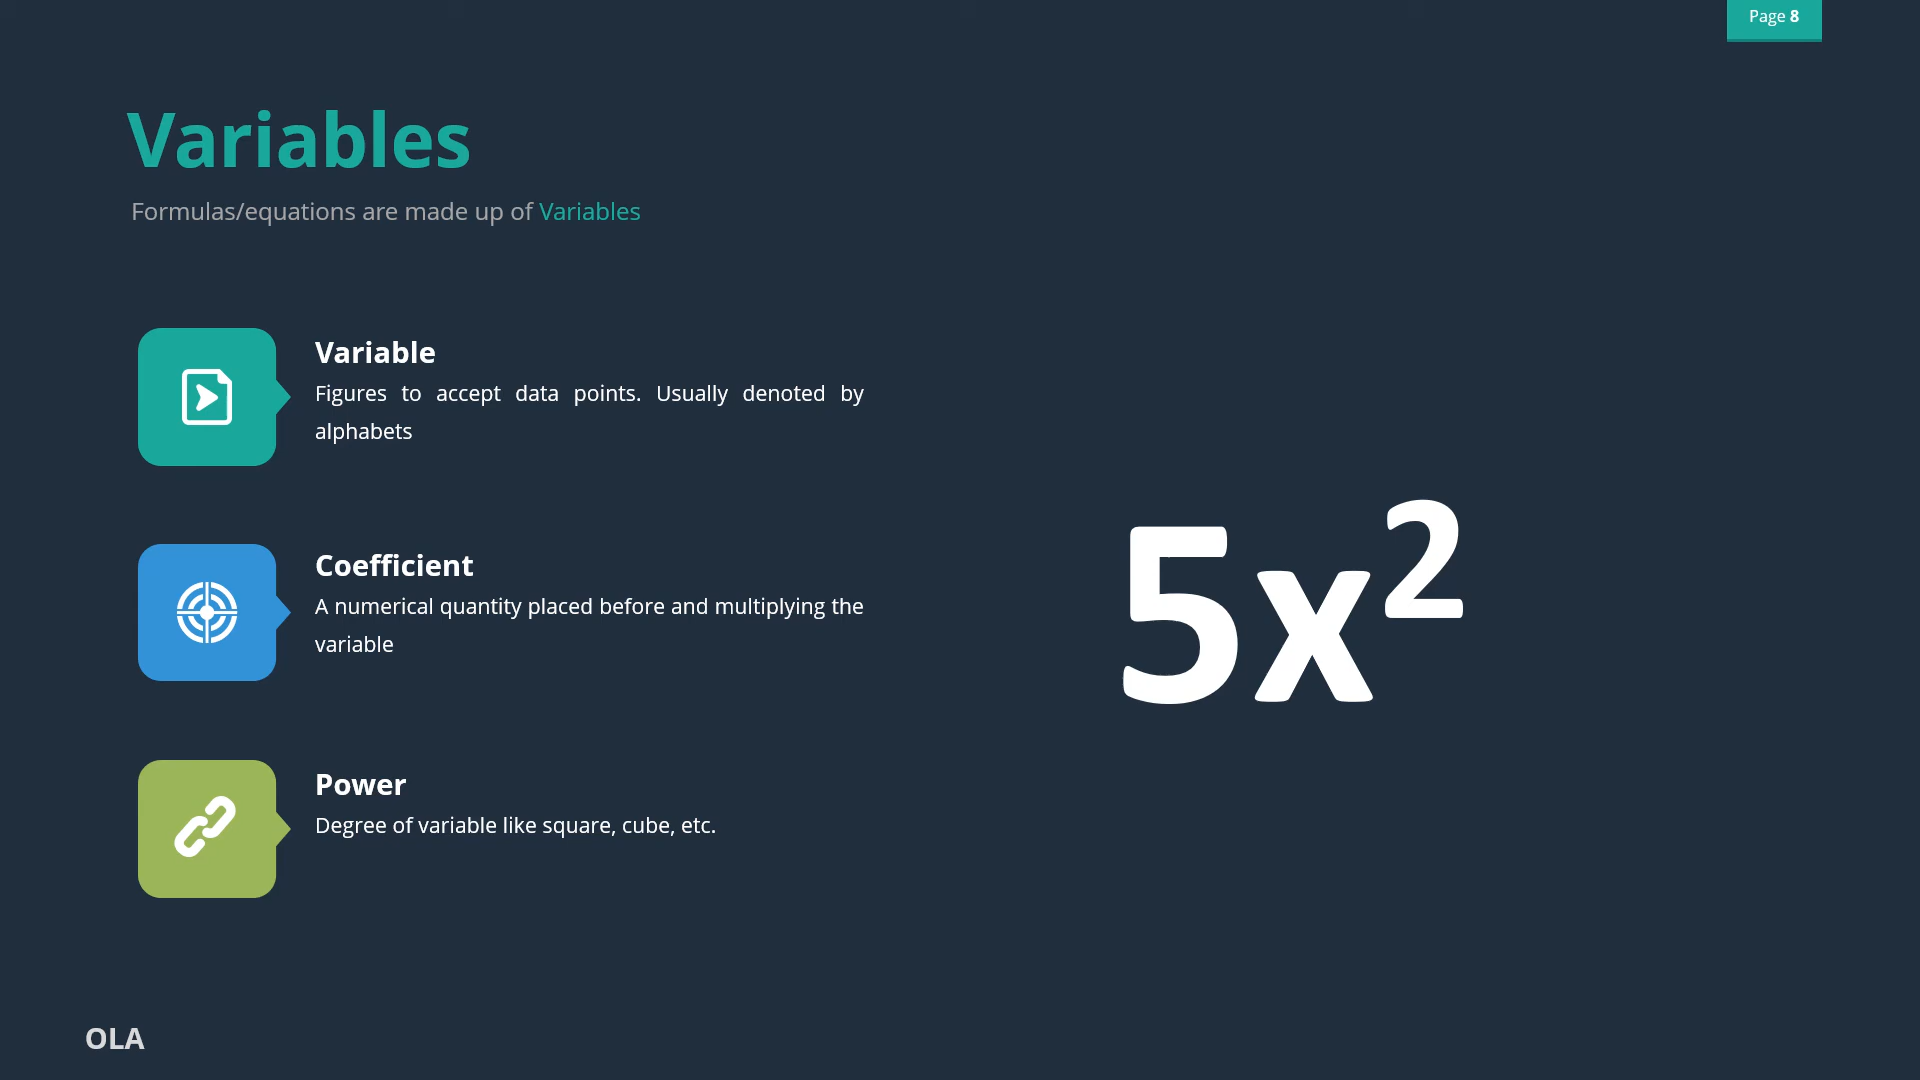 Page 8
Variables
Formulas/equations are made up of Variables
Variable
Figures to accept data points. Usually denoted by
alphabets
Coefficient
A numerical quantity placed before and multiplying the
variable
5x²
Power
Degree of variable like square, cube, etc.
OLA